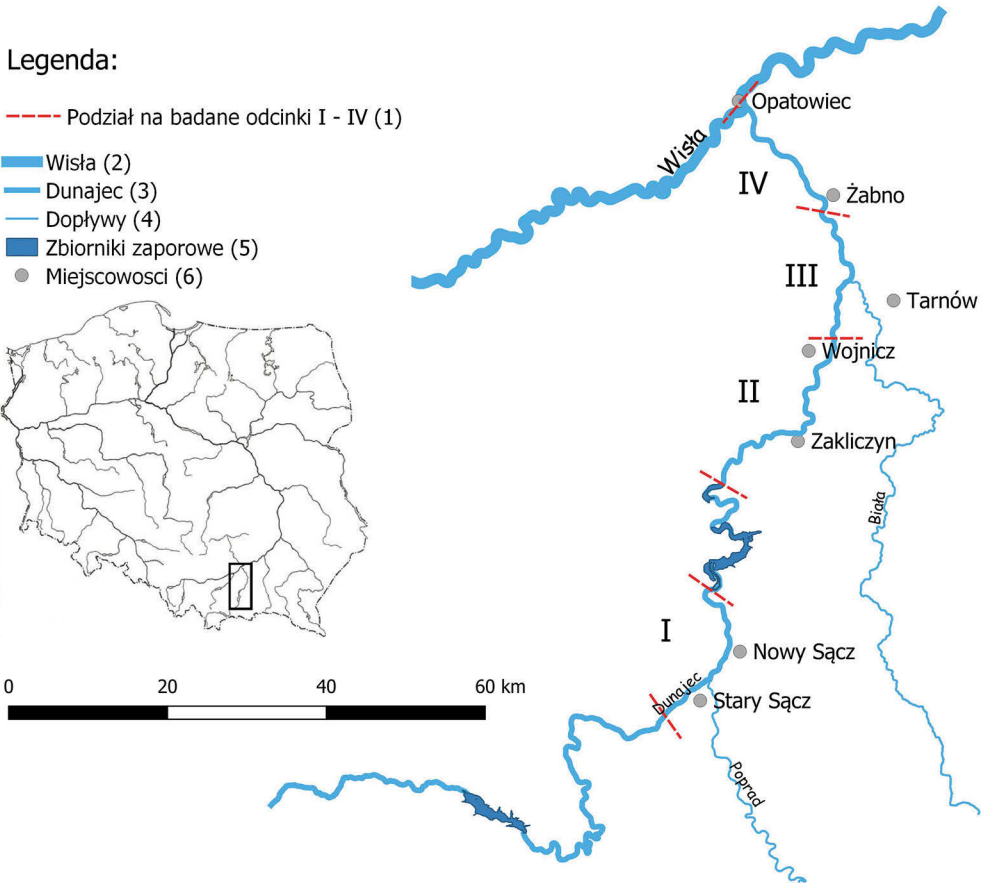 Legenda:
Podział na badane odcinki I - IV (1)
Wisła (2)
Dunajec (3)
Dopływy (4)
Zbiorniki zaporowe (5)
Miejscowosci (6)
Opatowiec
Wisła
IV
Żabno
III
Tarnów
Wojnicz
II
Zakliczyn
Biała
I
Nowy Sącz
Dunajec
Stary Sącz
Poprad
0 20 40 60 km